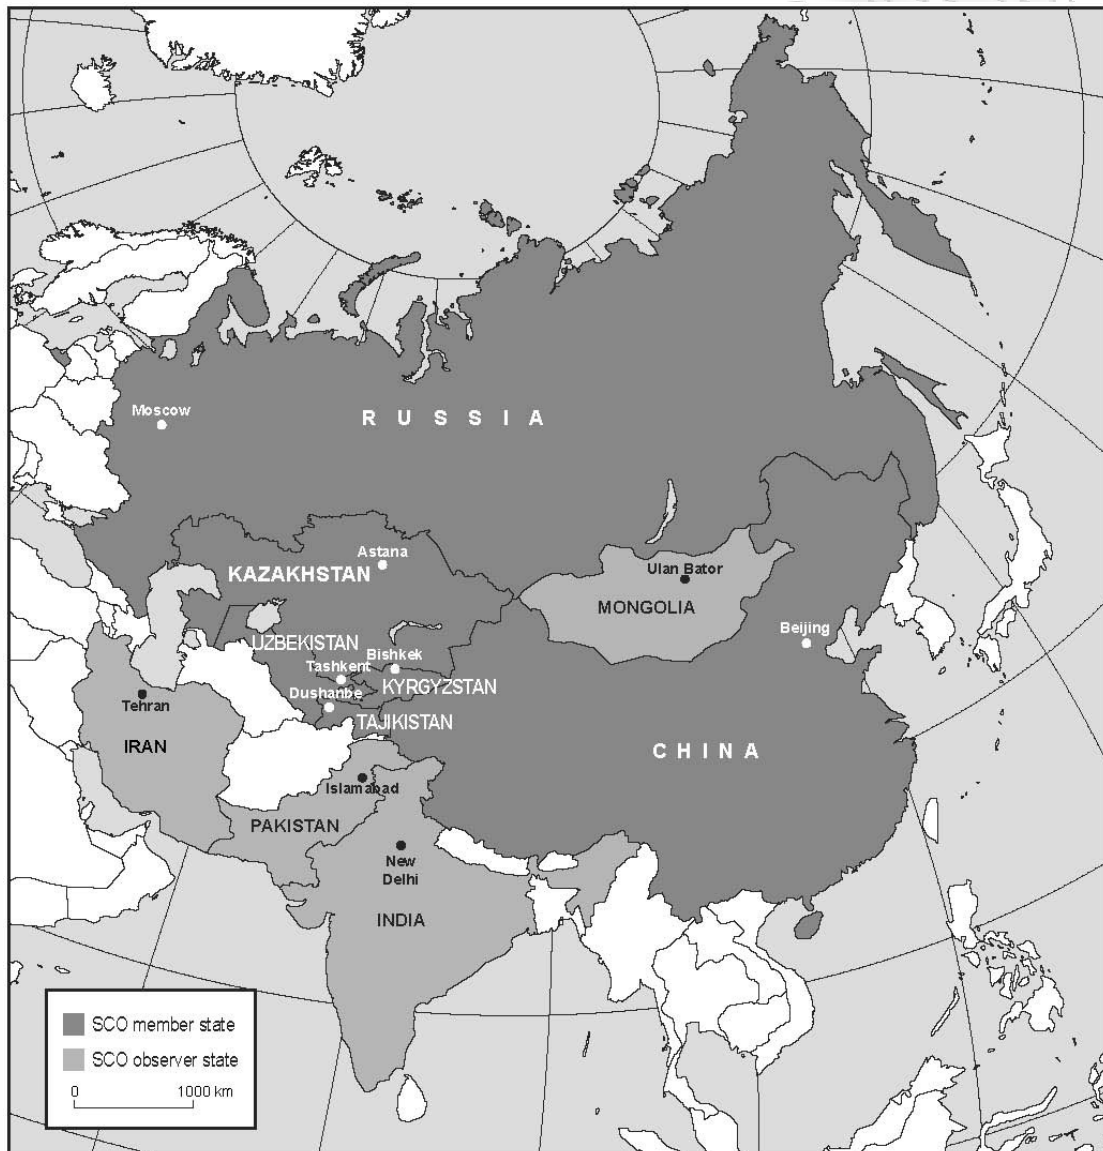 Moscow
R U S S I A
Astana
KAZAKHSTAN
Ulan Bator
MONGOLIA
Beijing
UZBEKISTAN
Bishkek
Tashkent
KYRGYZSTAN
Dushanbe
TAJIKISTAN
Tehran
IRAN
C H I N A
Islamabad
PAKISTAN
New
Delhi
INDIA
SCO member state
SCO observer state
0 1000 km